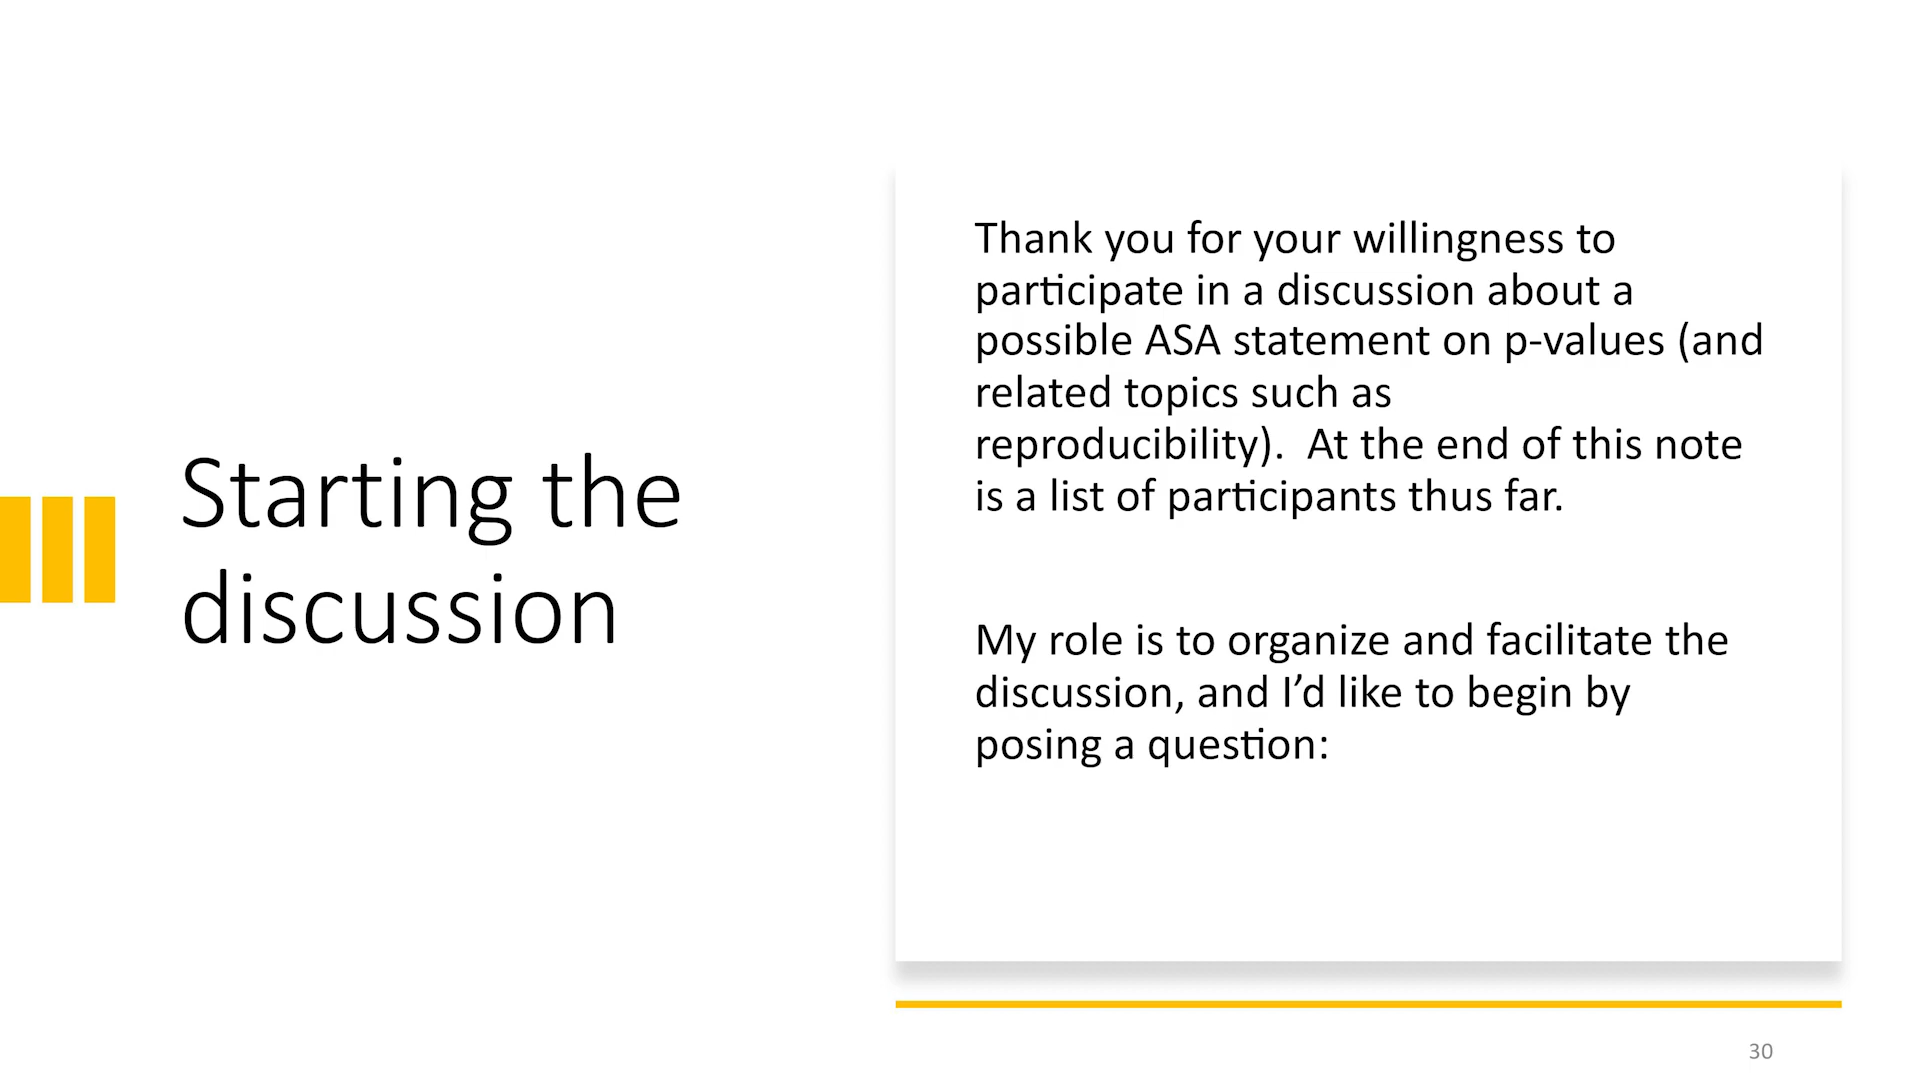 Starting the
discussion
Thank you for your willingness to
participate in a discussion about a
possible ASA statement on p-values (and
related topics such as
reproducibility).  At the end of this note
is a list of participants thus far.
My role is to organize and facilitate the
discussion, and I’d like to begin by
posing a question:
30